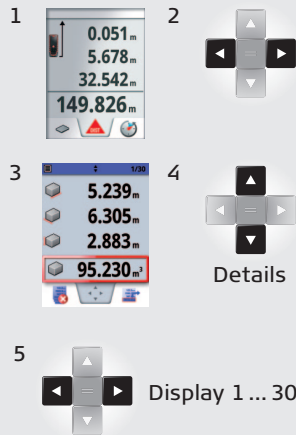 1
0.051 m
5.678 m
32.542 m
149.826 m
2
3
1/30
5.239 m
6.305 m
2.883 m
95.230 m³
4
Details
5
Display 1 ... 30